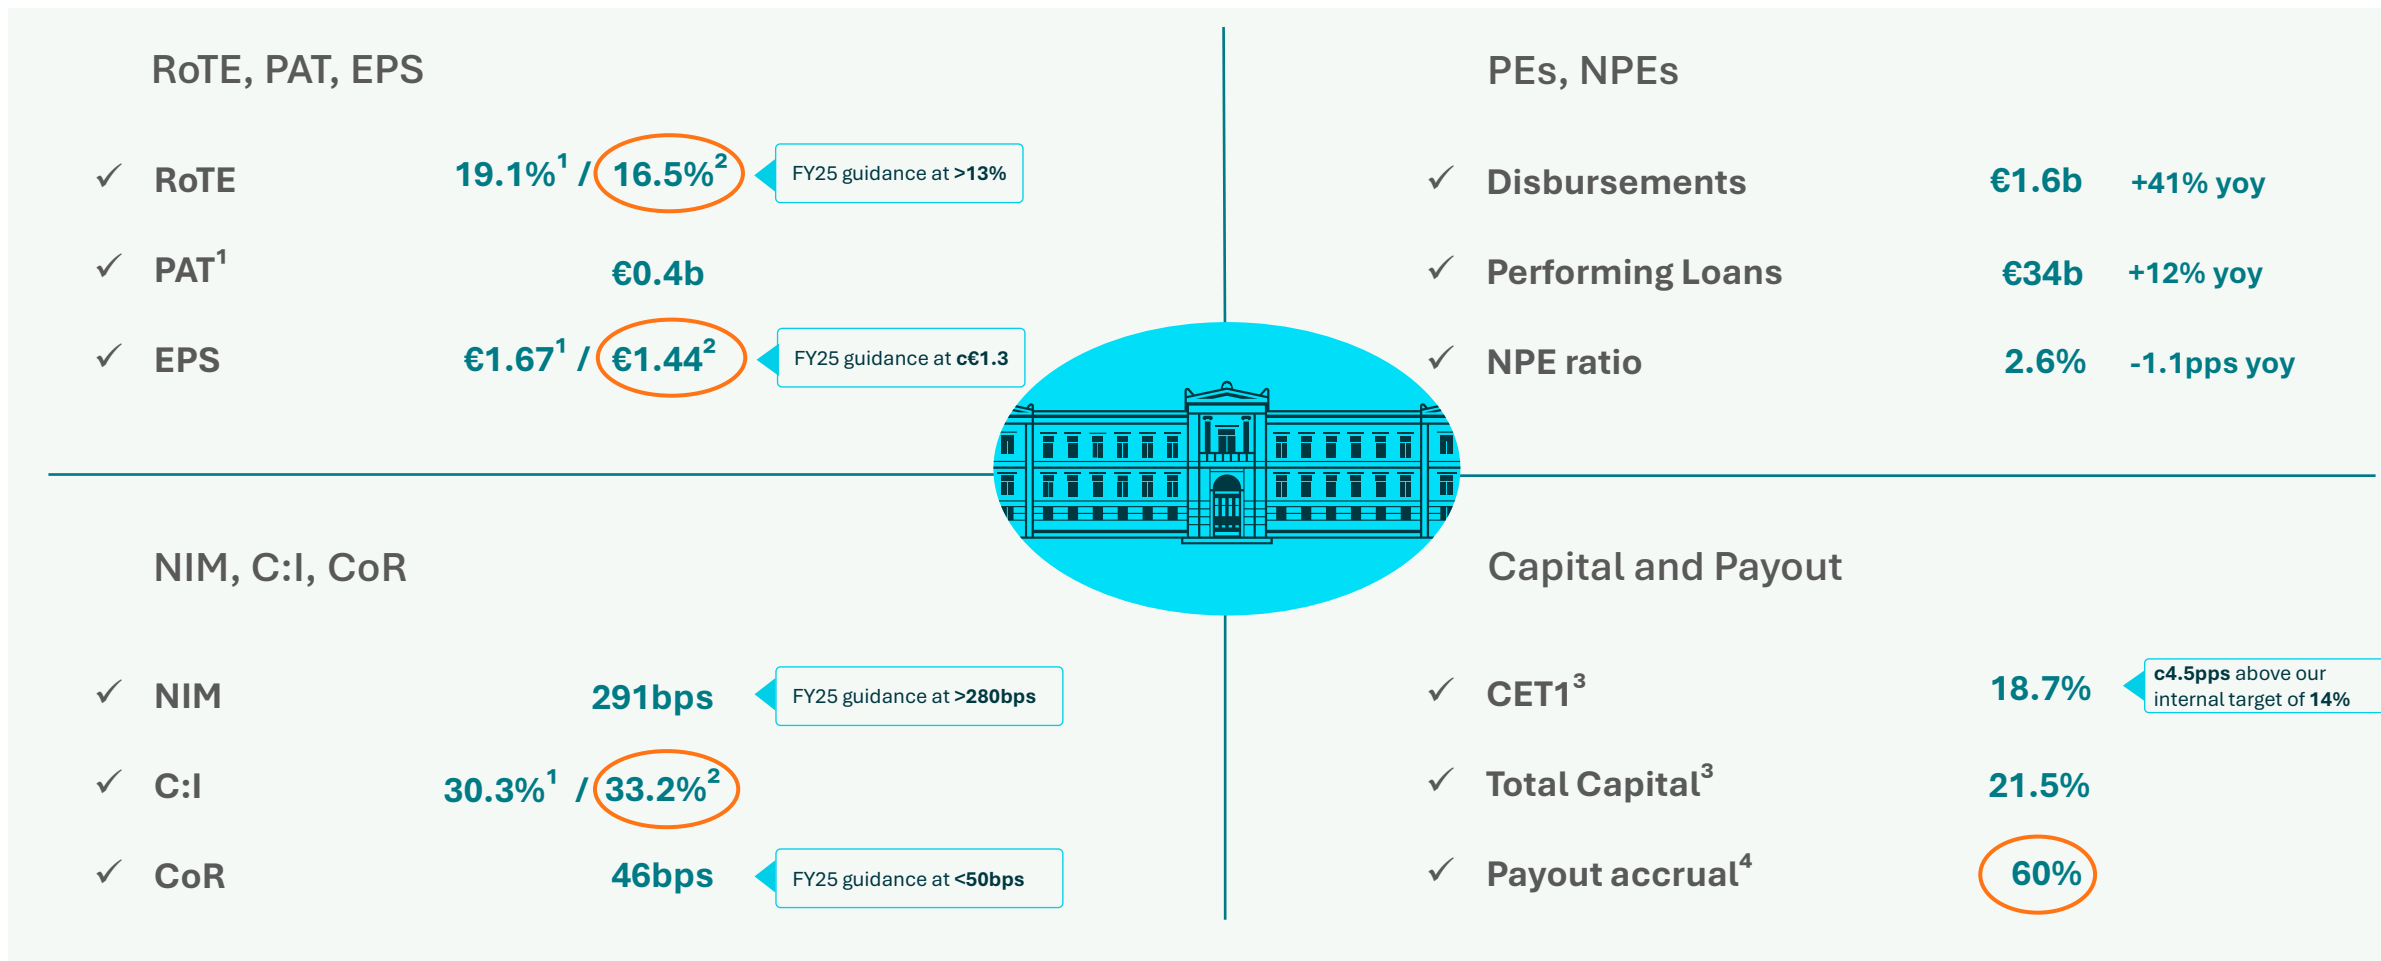 RoTE, PAT, EPS
✓ RoTE 19.1%¹ / 16.5%² FY25 guidance at >13%
✓ PAT¹ €0.4b
✓ EPS €1.67¹ / €1.44² FY25 guidance at c€1.3
PEs, NPEs
✓ Disbursements €1.6b +41% yoy
✓ Performing Loans €34b +12% yoy
✓ NPE ratio 2.6% -1.1pps yoy
NIM, C:I, CoR
✓ NIM 291bps FY25 guidance at >280bps
✓ C:I 30.3%¹ / 33.2%²
✓ CoR 46bps FY25 guidance at <50bps
Capital and Payout
✓ CET1³ 18.7%
c4.5pps above our
internal target of 14%
✓ Total Capital³ 21.5%
✓ Payout accrual⁴ 60%